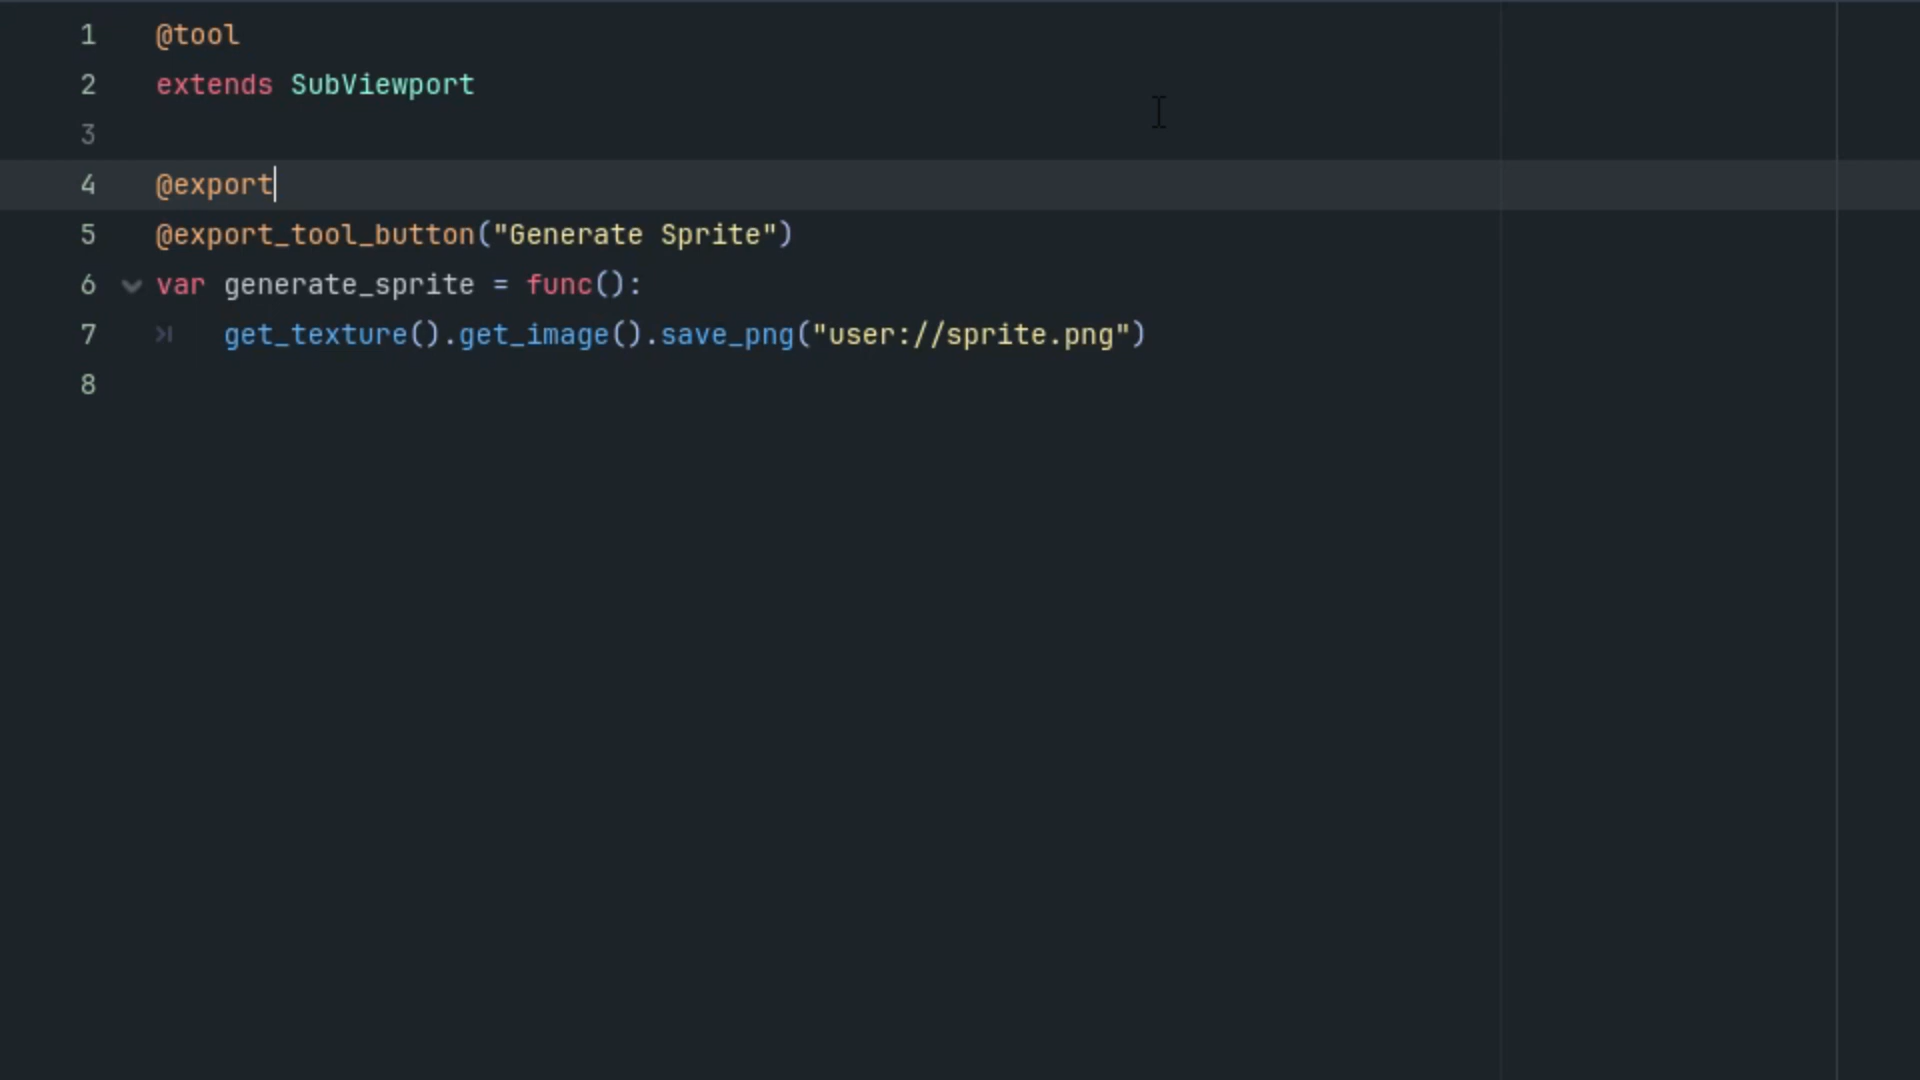 1 @tool
2 extends SubViewport
3
4 @export
5 @export_tool_button("Generate Sprite")
6 var generate_sprite = func():
7 get_texture().get_image().save_png("user://sprite.png")
8